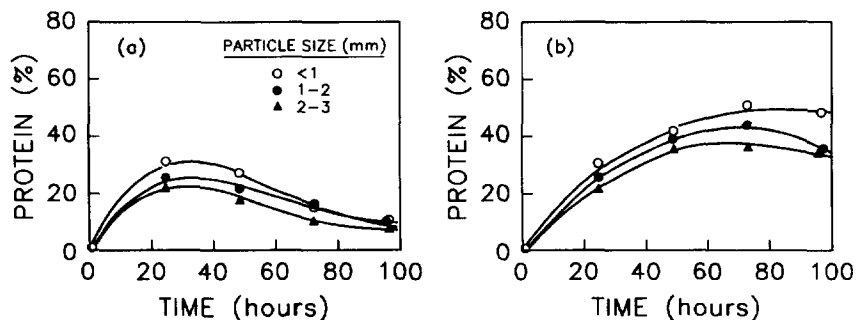 (a)
PARTICLE SIZE (mm)
<1
1-2
2-3
PROTEIN (%)
80
60
40
20
0
0 20 40 60 80 100
TIME (hours)
(b)
PROTEIN (%)
80
60
40
20
0
0 20 40 60 80 100
TIME (hours)